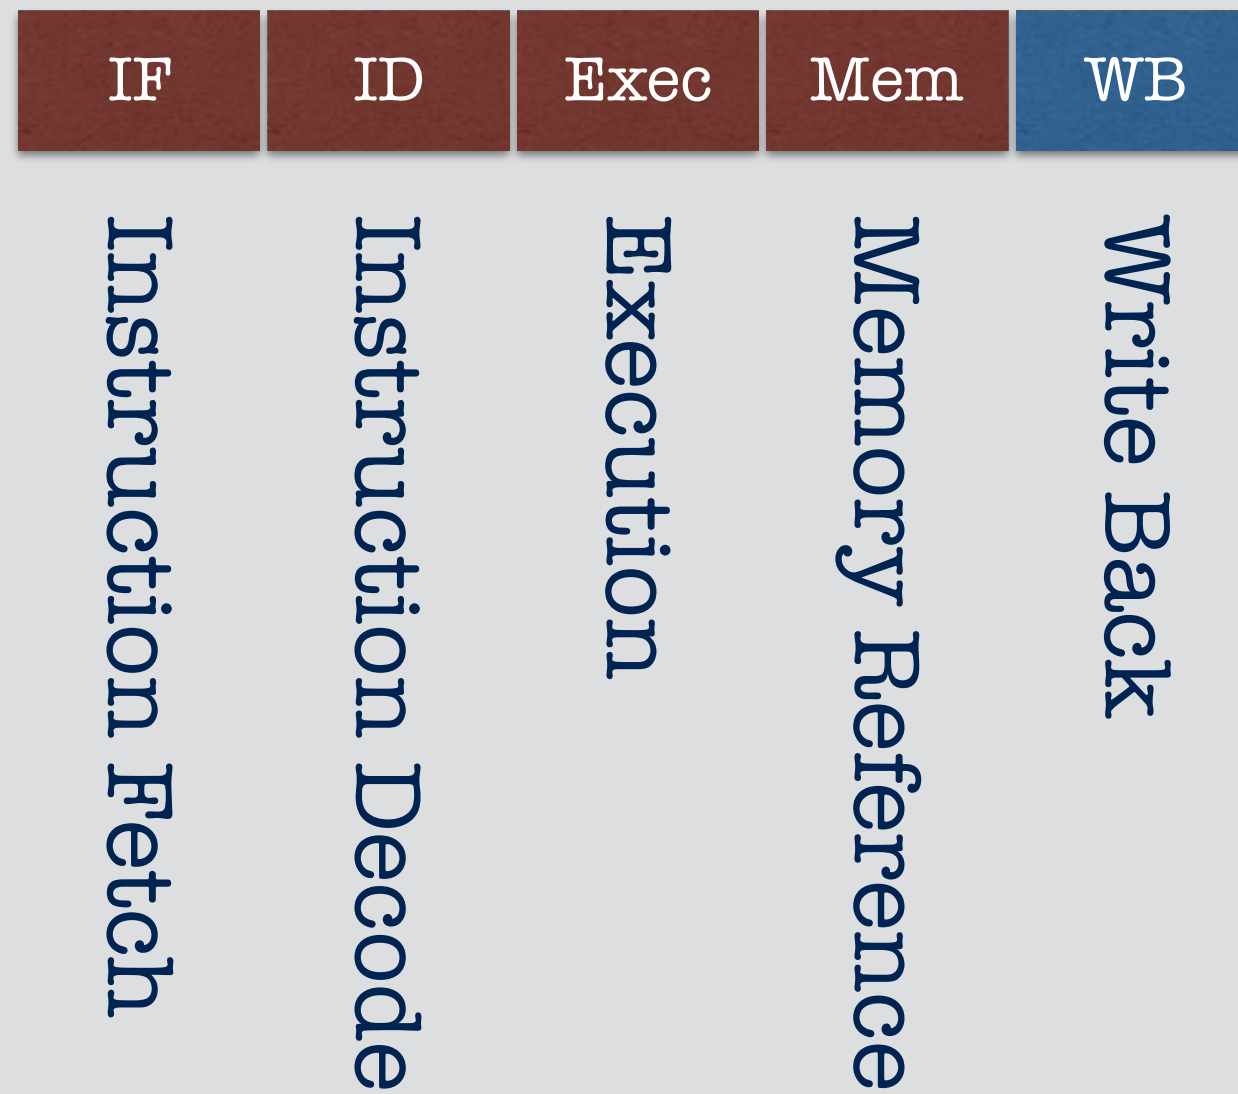 IF ID Exec Mem WB
Instruction Fetch
Instruction Decode
Execution
Memory Reference
Write Back